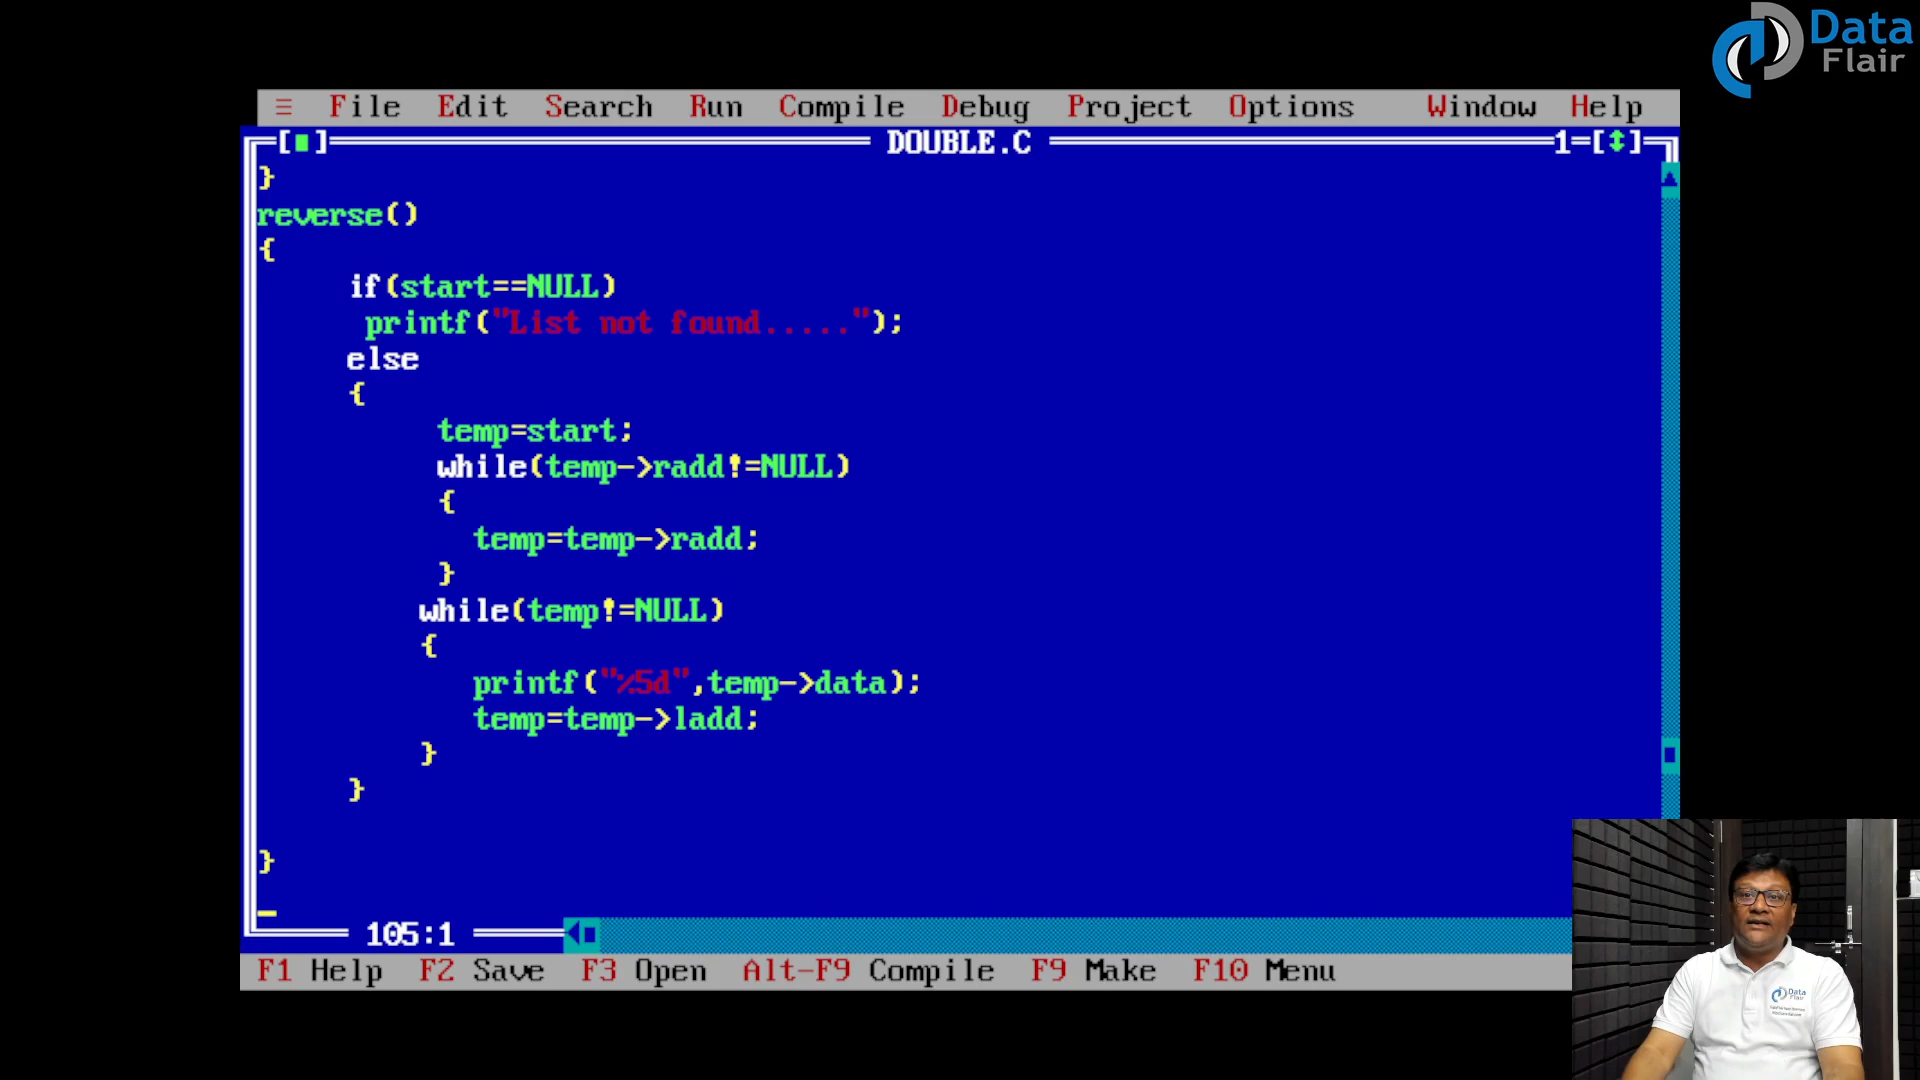 Data
Flair
≡ File Edit Search Run Compile Debug Project Options Window Help
[■] DOUBLE.C 1=[↕]
}
reverse()
{
if(start==NULL)
printf("List not found.....");
else
{
temp=start;
while(temp->radd!=NULL)
{
temp=temp->radd;
}
while(temp!=NULL)
{
printf("%5d",temp->data);
temp=temp->ladd;
}
}
}
105:1
F1 Help F2 Save F3 Open Alt-F9 Compile F9 Make F10 Menu
Data
Flair